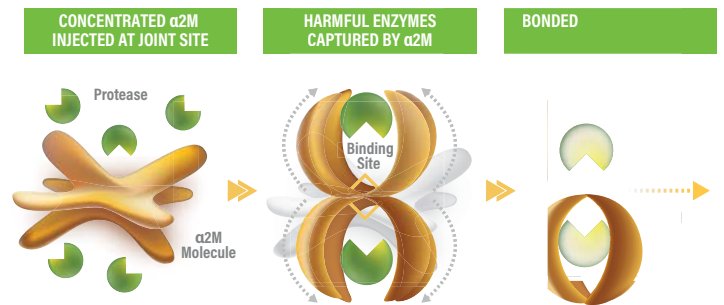 CONCENTRATED α2M
INJECTED AT JOINT SITE
HARMFUL ENZYMES
CAPTURED BY α2M
BONDED
Protease
Binding
Site
α2M
Molecule